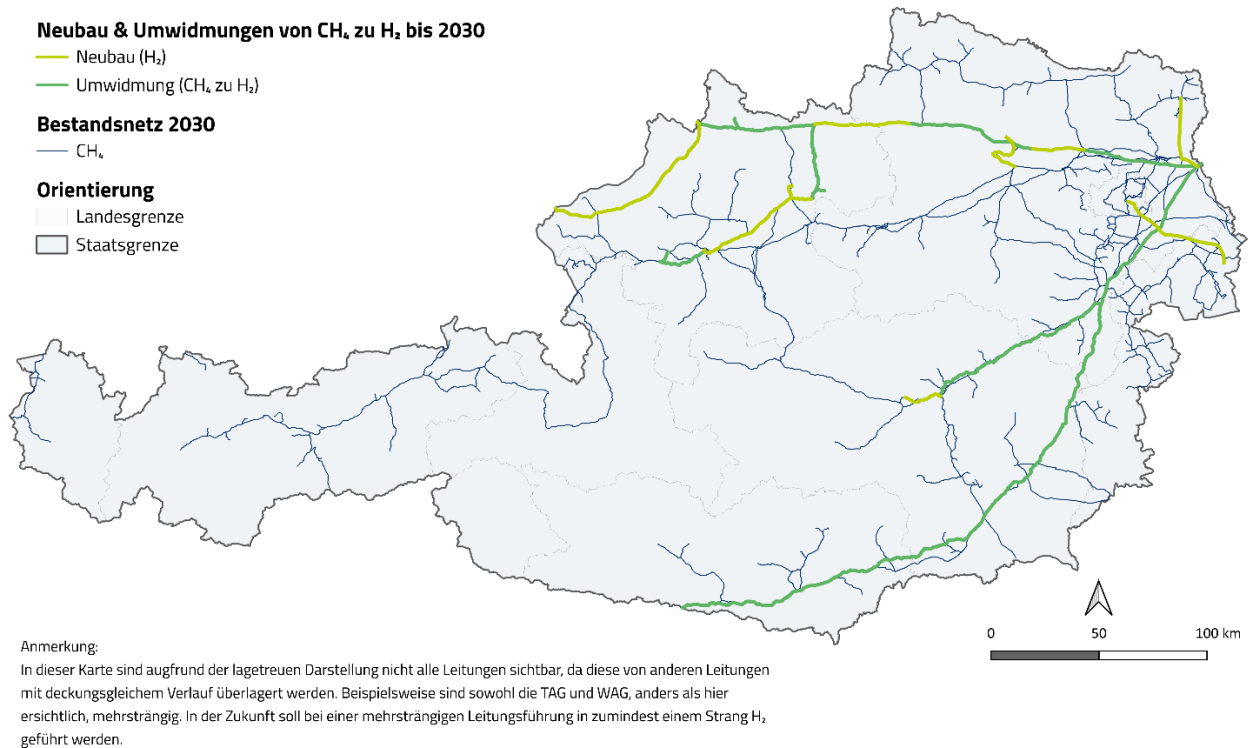 Neubau & Umwidmungen von CH₄ zu H₂ bis 2030
Neubau (H₂)
Umwidmung (CH₄ zu H₂)
Bestandsnetz 2030
CH₄
Orientierung
Landesgrenze
Staatsgrenze
0 50 100 km
Anmerkung:
In dieser Karte sind augfrund der lagetreuen Darstellung nicht alle Leitungen sichtbar, da diese von anderen Leitungen
mit deckungsgleichem Verlauf überlagert werden. Beispielsweise sind sowohl die TAG und WAG, anders als hier
ersichtlich, mehrsträngig. In der Zukunft soll bei einer mehrsträngigen Leitungsführung in zumindest einem Strang H₂
geführt werden.